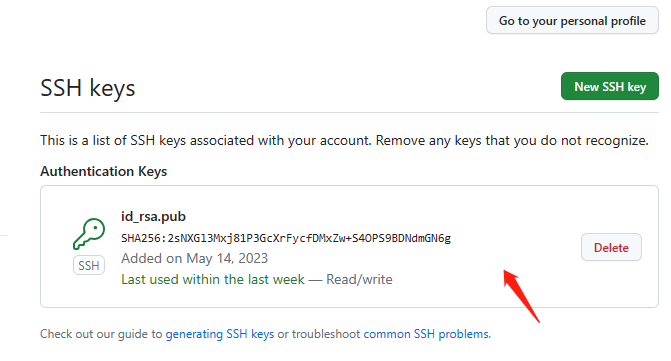 Go to your personal profile
SSH keys
New SSH key
This is a list of SSH keys associated with your account. Remove any keys that you do not recognize.
Authentication Keys
id_rsa.pub
SHA256:2sNXGl3Mxj81P3GcXrFycfDMxZw+S4OPS9BDNdmGN6g
SSH
Added on May 14, 2023
Delete
Last used within the last week — Read/write
Check out our guide to generating SSH keys or troubleshoot common SSH problems.